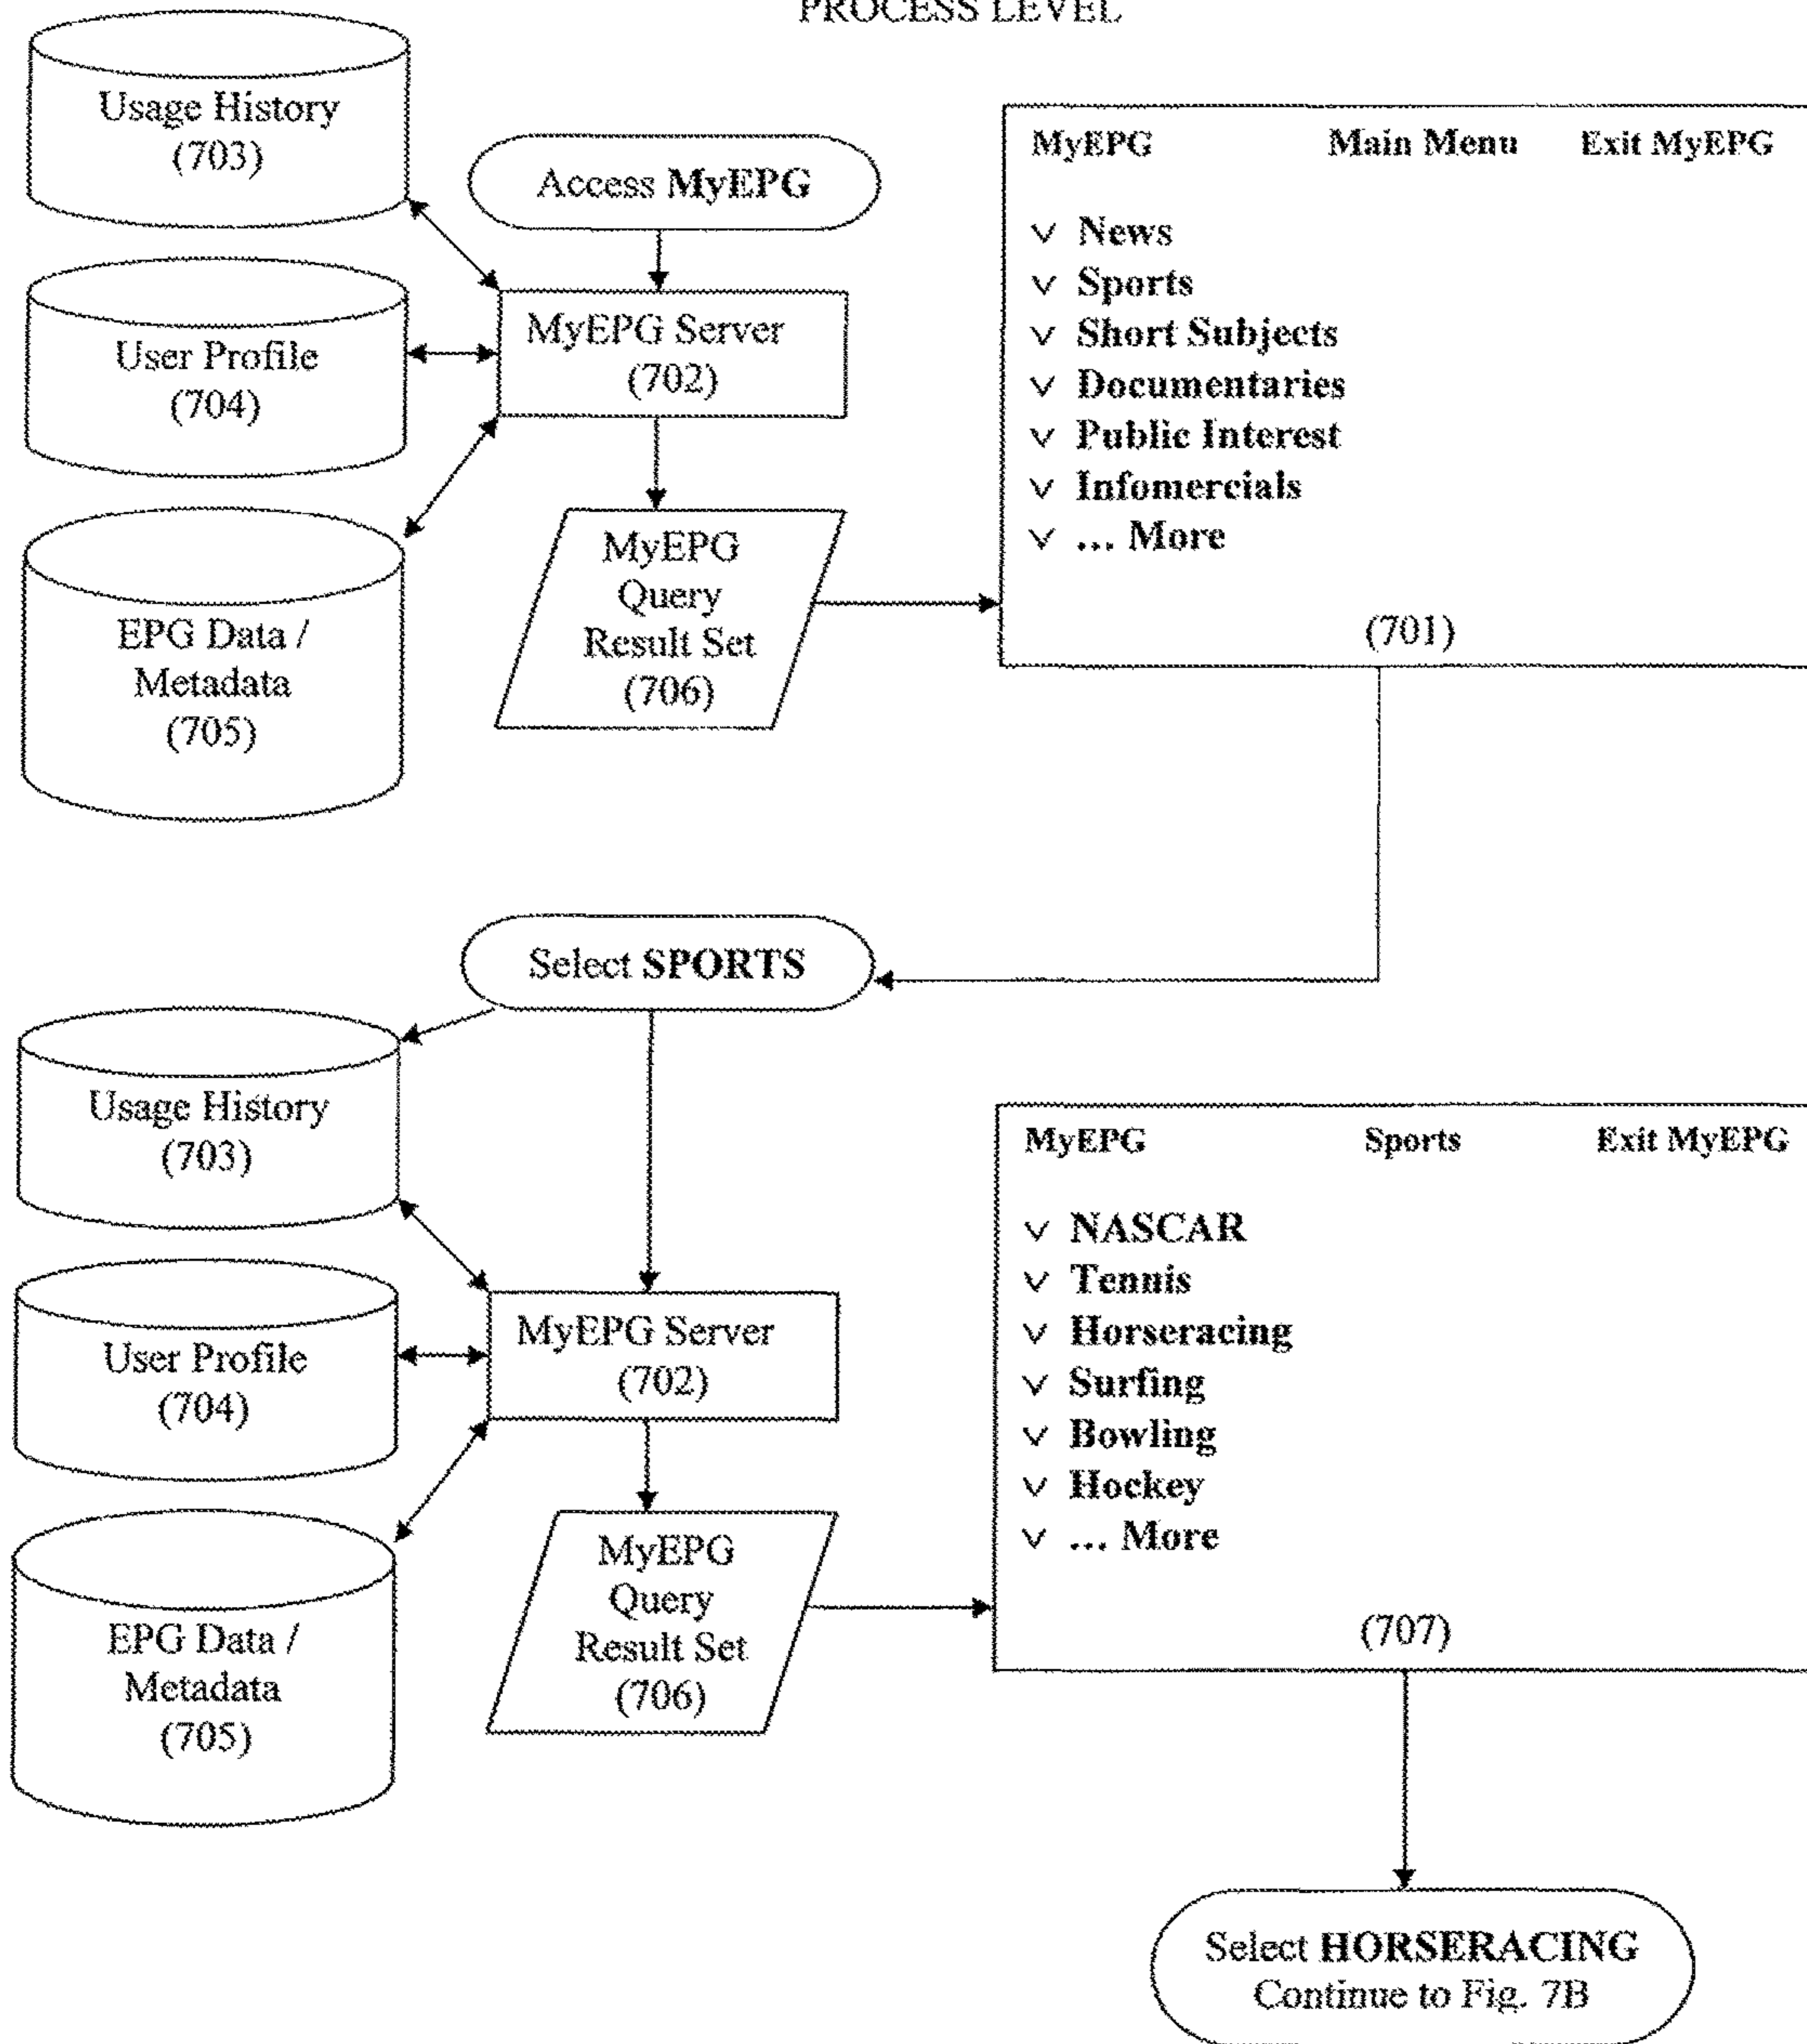 PROCESS LEVEL
Usage History
(703)
Access MyEPG
User Profile
(704)
MyEPG Server
(702)
EPG Data /
Metadata
(705)
MyEPG
Query
Result Set
(706)
MyEPG Main Menu Exit MyEPG
v News
v Sports
v Short Subjects
v Documentaries
v Public Interest
v Infomercials
v ... More
(701)
Select SPORTS
Usage History
(703)
User Profile
(704)
MyEPG Server
(702)
EPG Data /
Metadata
(705)
MyEPG
Query
Result Set
(706)
MyEPG Sports Exit MyEPG
v NASCAR
v Tennis
v Horseracing
v Surfing
v Bowling
v Hockey
v ... More
(707)
Select HORSERACING
Continue to Fig. 7B